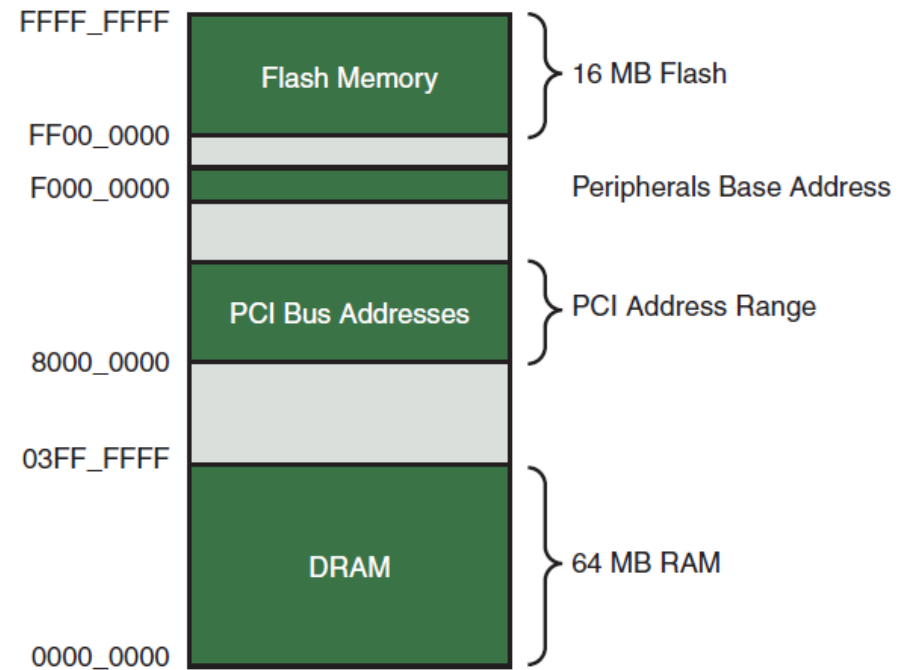 FFFF_FFFF
Flash Memory
16 MB Flash
FF00_0000
F000_0000
Peripherals Base Address
PCI Bus Addresses
PCI Address Range
8000_0000
03FF_FFFF
DRAM
64 MB RAM
0000_0000